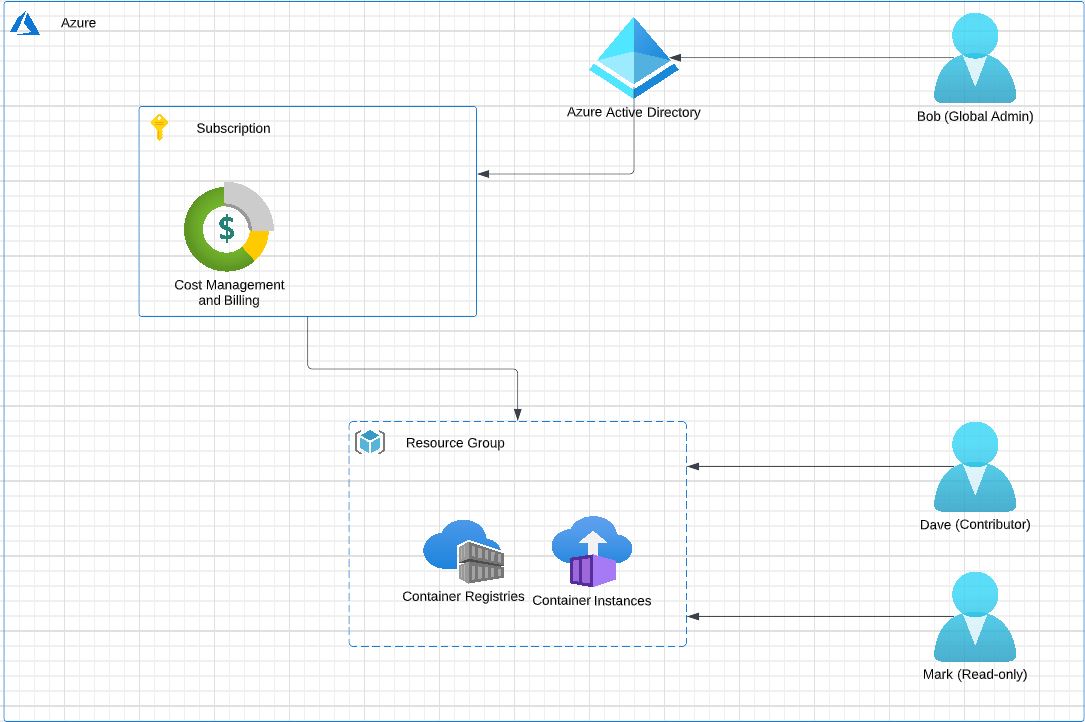 Azure
Azure Active Directory
Bob (Global Admin)
Subscription
$
Cost Management
and Billing
Resource Group
Container Registries
Container Instances
Dave (Contributor)
Mark (Read-only)